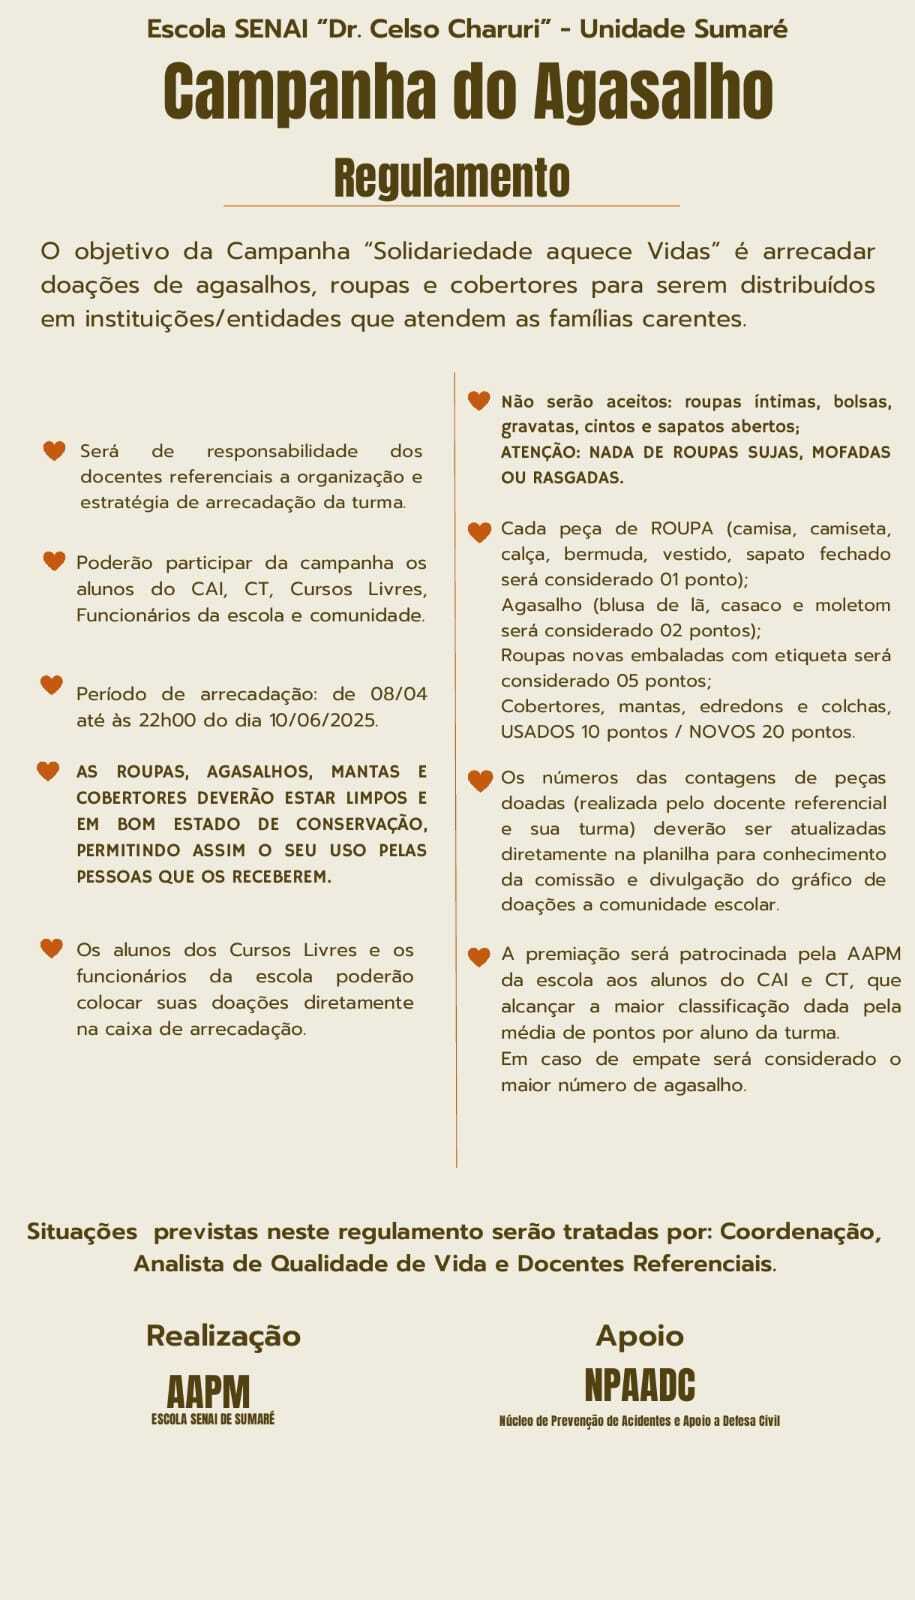 Escola SENAI “Dr. Celso Charuri” - Unidade Sumaré
Campanha do Agasalho
Regulamento
O objetivo da Campanha “Solidariedade aquece Vidas” é arrecadar
doações de agasalhos, roupas e cobertores para serem distribuídos
em instituições/entidades que atendem as famílias carentes.
Será de responsabilidade dos
docentes referenciais a organização e
estratégia de arrecadação da turma.
Poderão participar da campanha os
alunos do CAI, CT, Cursos Livres,
Funcionários da escola e comunidade.
Período de arrecadação: de 08/04
até às 22h00 do dia 10/06/2025.
AS ROUPAS, AGASALHOS, MANTAS E
COBERTORES DEVERÃO ESTAR LIMPOS E
EM BOM ESTADO DE CONSERVAÇÃO,
PERMITINDO ASSIM O SEU USO PELAS
PESSOAS QUE OS RECEBEREM.
Os alunos dos Cursos Livres e os
funcionários da escola poderão
colocar suas doações diretamente
na caixa de arrecadação.
Não serão aceitos: roupas íntimas, bolsas,
gravatas, cintos e sapatos abertos;
ATENÇÃO: NADA DE ROUPAS SUJAS, MOFADAS
OU RASGADAS.
Cada peça de ROUPA (camisa, camiseta,
calça, bermuda, vestido, sapato fechado
será considerado 01 ponto);
Agasalho (blusa de lã, casaco e moletom
será considerado 02 pontos);
Roupas novas embaladas com etiqueta será
considerado 05 pontos;
Cobertores, mantas, edredons e colchas,
USADOS 10 pontos / NOVOS 20 pontos.
Os números das contagens de peças
doadas (realizada pelo docente referencial
e sua turma) deverão ser atualizadas
diretamente na planilha para conhecimento
da comissão e divulgação do gráfico de
doações a comunidade escolar.
A premiação será patrocinada pela AAPM
da escola aos alunos do CAI e CT, que
alcançar a maior classificação dada pela
média de pontos por aluno da turma.
Em caso de empate será considerado o
maior número de agasalho.
Situações previstas neste regulamento serão tratadas por: Coordenação,
Analista de Qualidade de Vida e Docentes Referenciais.
Realização
AAPM
ESCOLA SENAI DE SUMARÉ
Apoio
NPAADC
Núcleo de Prevenção de Acidentes e Apoio a Defesa Civil